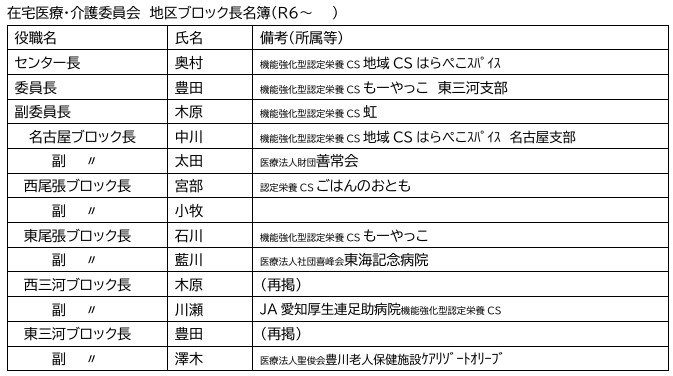 在宅医療・介護委員会　地区ブロック長名簿（R６～　　）
役職名　氏名　備考（所属等）
センター長　奥村　機能強化型認定栄養 CS 地域 CS はらぺこｽﾊﾟｲｽ
委員長　豊田　機能強化型認定栄養 CS もーやっこ　東三河支部
副委員長　木原　機能強化型認定栄養 CS 虹
名古屋ブロック長　中川　機能強化型認定栄養 CS 地域 CS はらぺこｽﾊﾟｲｽ　名古屋支部
副　〃　太田　医療法人財団善常会
西尾張ブロック長　宮部　認定栄養 CS ごはんのおとも
副　〃　小牧
東尾張ブロック長　石川　機能強化型認定栄養 CS もーやっこ
副　〃　藍川　医療法人社団喜峰会東海記念病院
西三河ブロック長　木原　（再掲）
副　〃　川瀬　JA 愛知厚生連足助病院機能強化型認定栄養 CS
東三河ブロック長　豊田　（再掲）
副　〃　澤木　医療法人聖俊会豊川老人保健施設ｹｱﾘｿﾞｰﾄｵﾘｰﾌﾞ